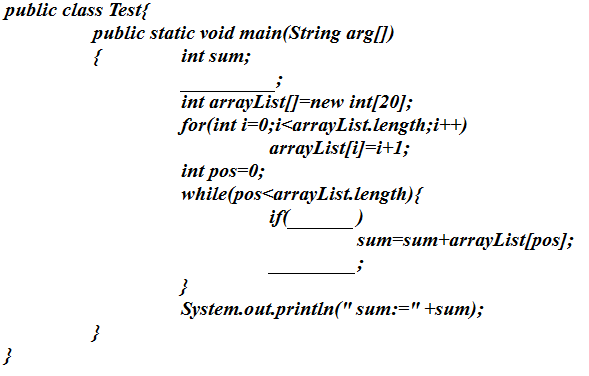 public class Test{
public static void main(String arg[])
{ int sum;
__________;
int arrayList[]=new int[20];
for(int i=0;i<arrayList.length;i++)
arrayList[i]=i+1;
int pos=0;
while(pos<arrayList.length){
if(_______)
sum=sum+arrayList[pos];
_________;
}
System.out.println(" sum:=" +sum);
}
}